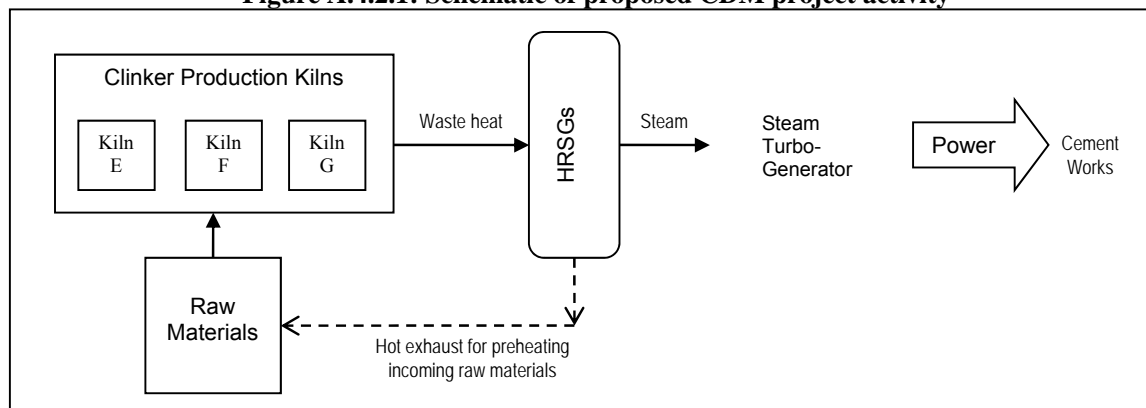 Figure A.4.2.1: Schematic of proposed CDM project activity
Clinker Production Kilns
Kiln
E
Kiln
F
Kiln
G
Waste heat
HRSGs
Steam
Steam
Turbo-
Generator
Power
Cement
Works
Raw
Materials
Hot exhaust for preheating
incoming raw materials